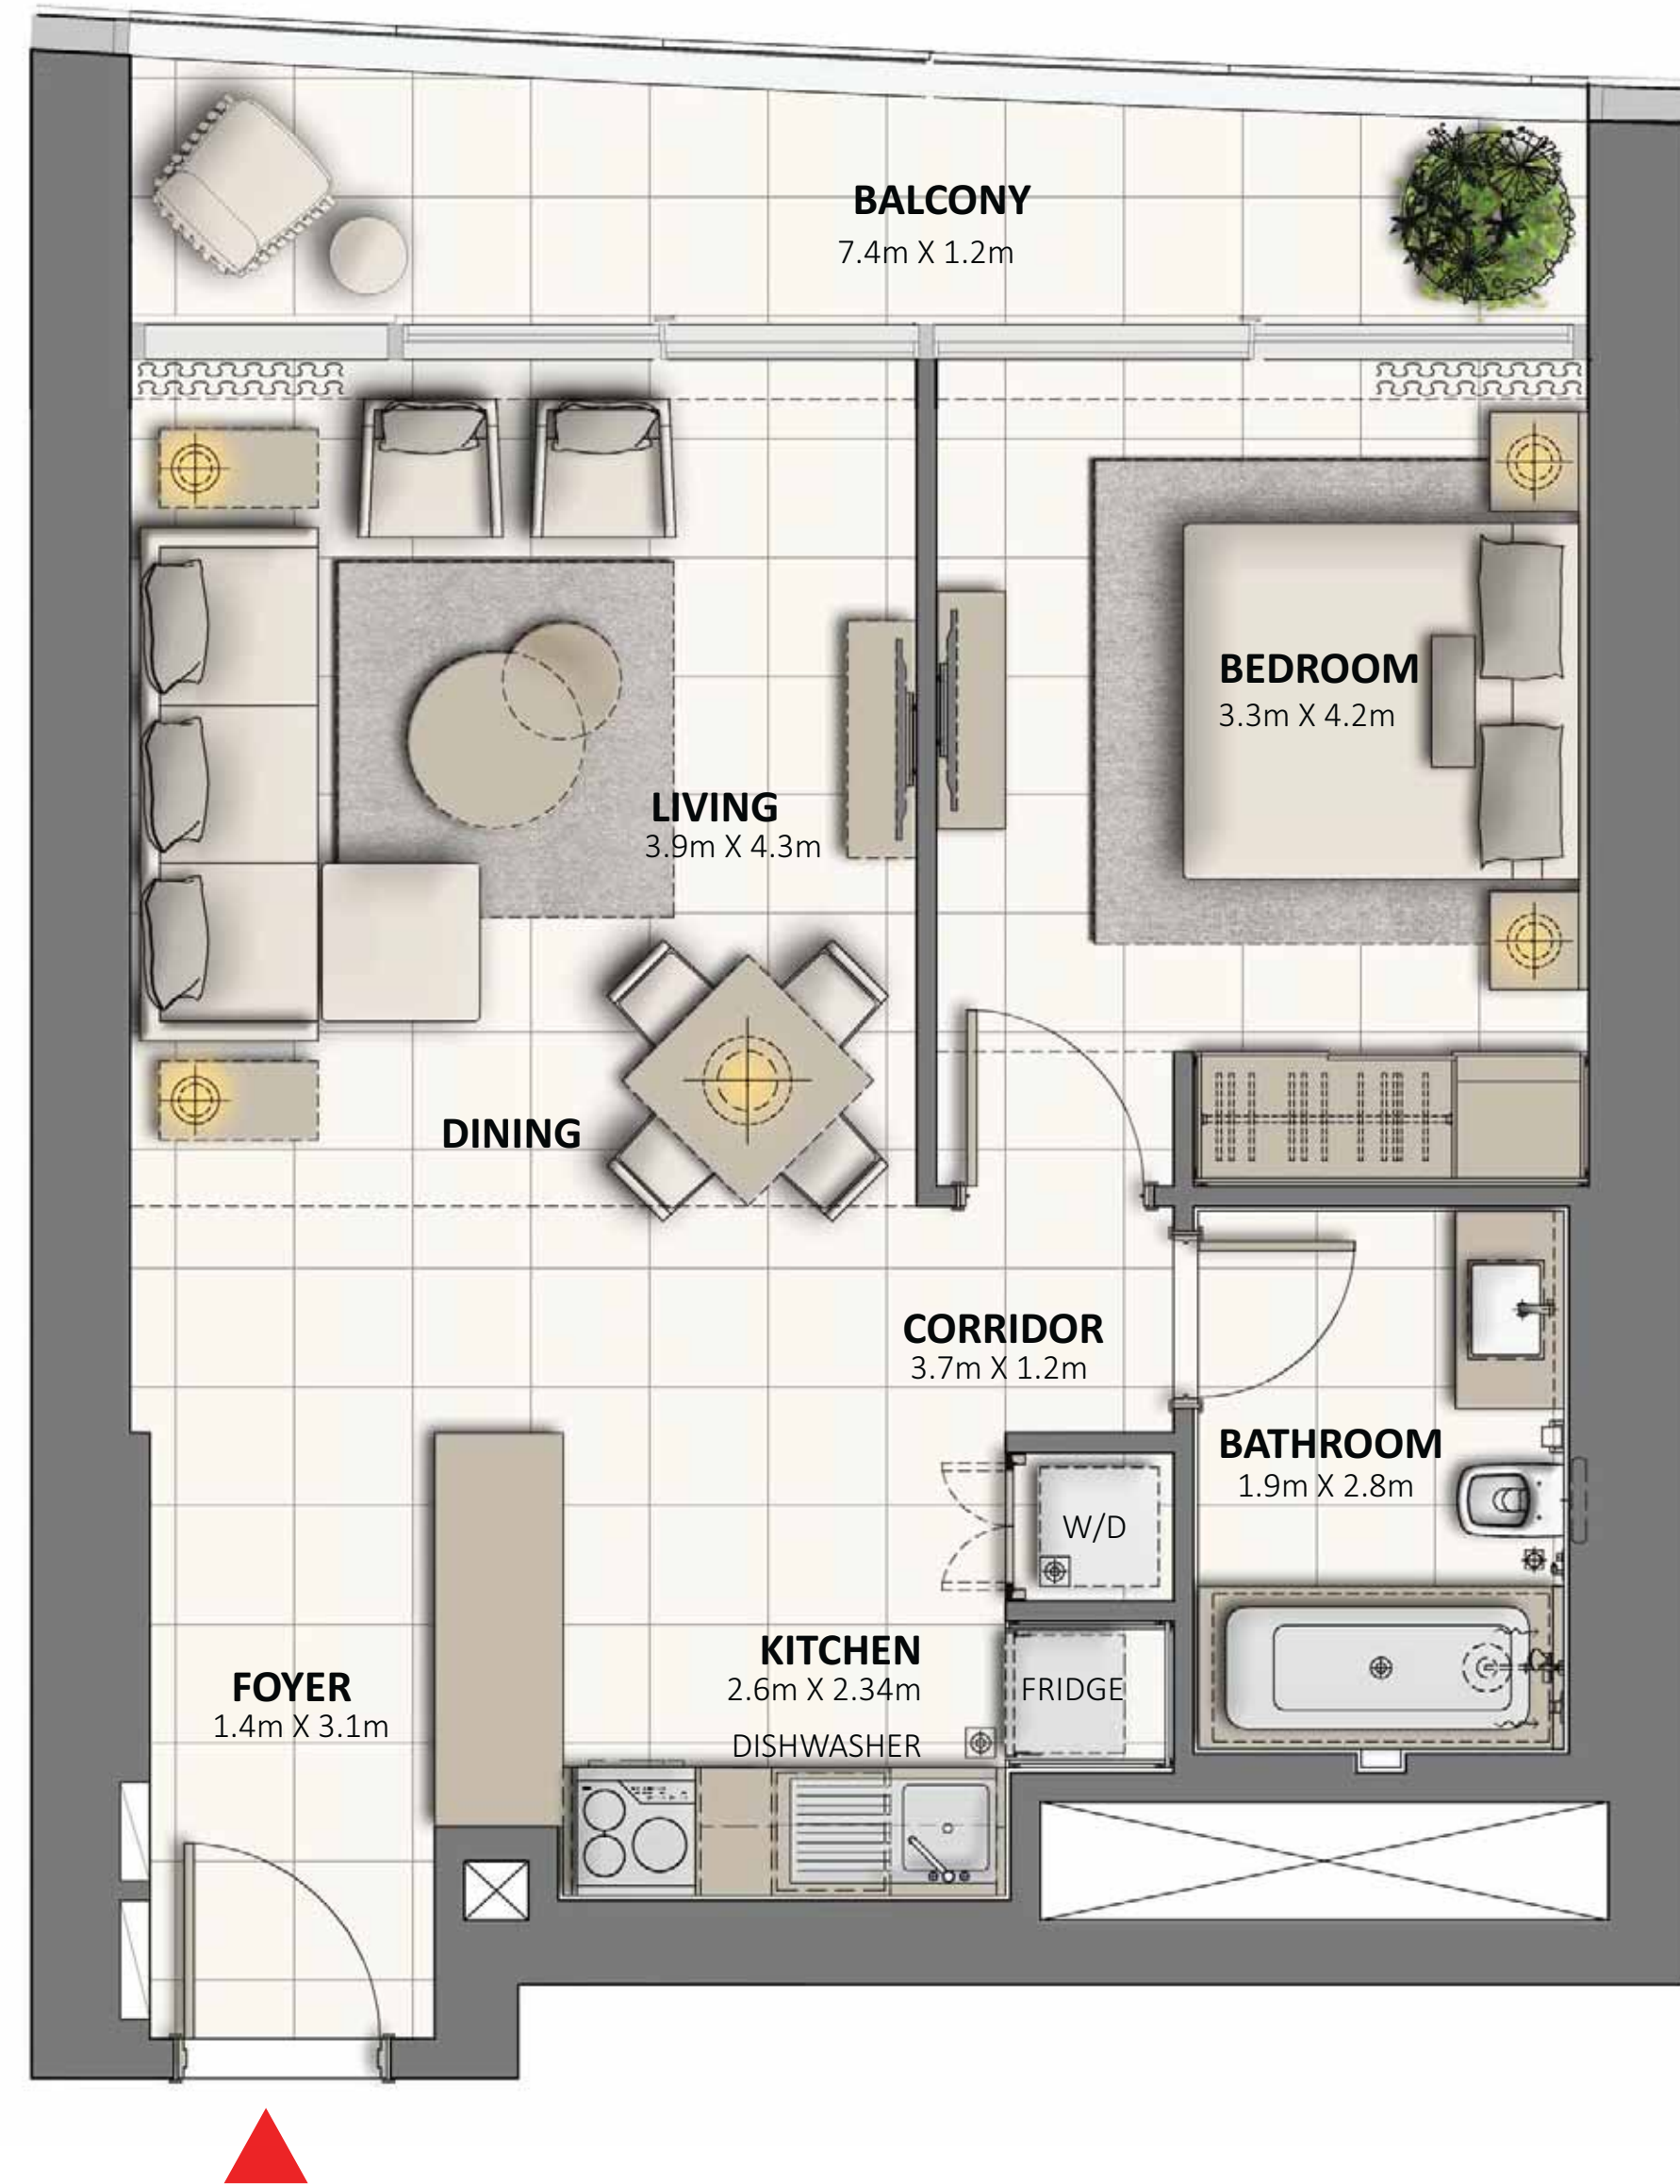 BALCONY
7.4m X 1.2m
BEDROOM
3.3m X 4.2m
LIVING
3.9m X 4.3m
DINING
CORRIDOR
3.7m X 1.2m
BATHROOM
1.9m X 2.8m
W/D
KITCHEN
2.6m X 2.34m
FRIDGE
DISHWASHER
FOYER
1.4m X 3.1m